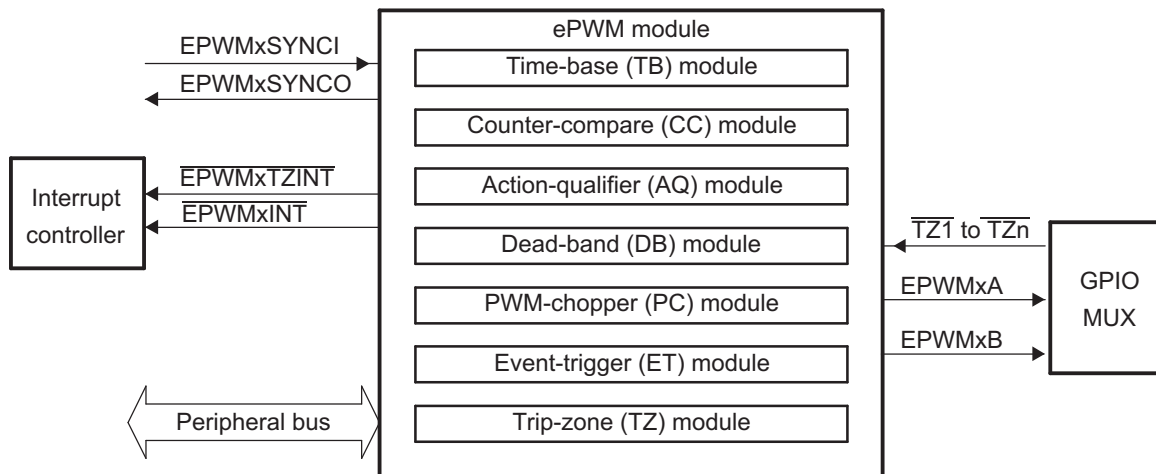 ePWM module
EPWMxSYNCI
Time-base (TB) module
EPWMxSYNCO
Counter-compare (CC) module
EPWMxTZINT
Action-qualifier (AQ) module
Interrupt
controller
EPWMxINT
TZ1 to TZn
Dead-band (DB) module
EPWMxA
GPIO
MUX
PWM-chopper (PC) module
EPWMxB
Event-trigger (ET) module
Peripheral bus
Trip-zone (TZ) module